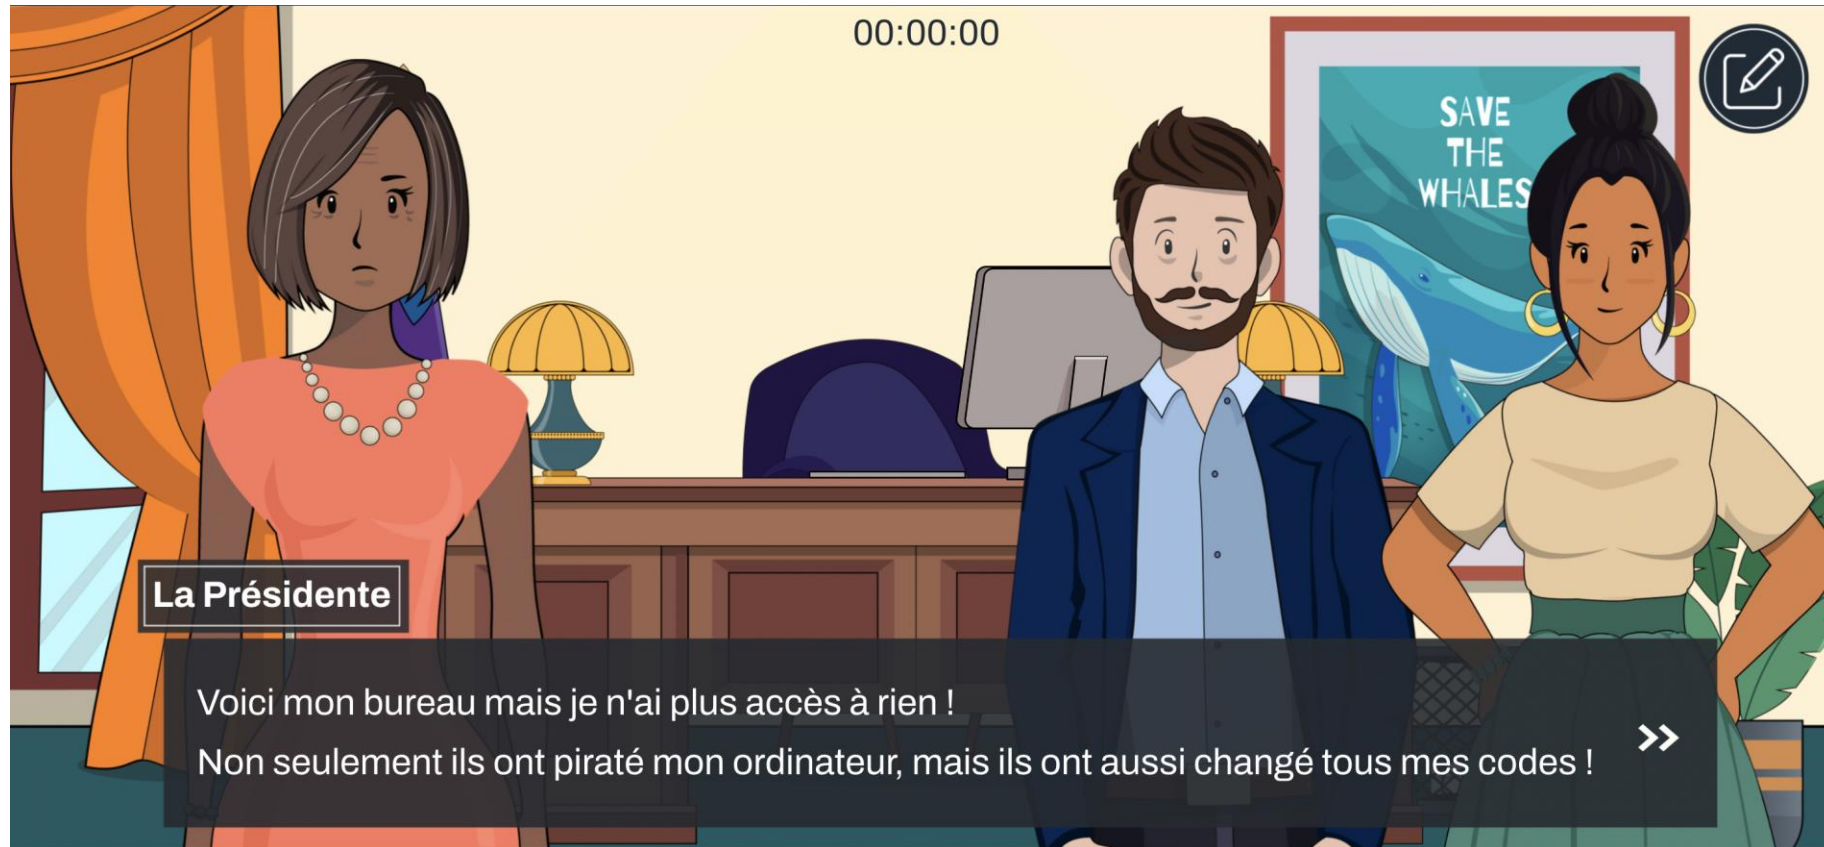 00:00:00
SAVE
THE
WHALES
La Présidente
Voici mon bureau mais je n'ai plus accès à rien !
Non seulement ils ont piraté mon ordinateur, mais ils ont aussi changé tous mes codes !